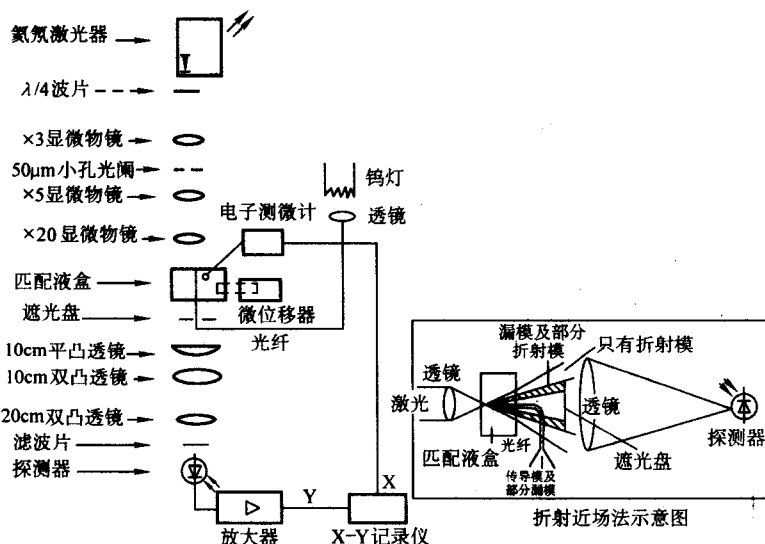 氦氖激光器
λ/4波片
×3显微物镜
50μm小孔光阑
×5显微物镜
×20显微物镜
匹配液盒
遮光盘
10cm平凸透镜
10cm双凸透镜
20cm双凸透镜
滤波片
探测器
钨灯
透镜
电子测微计
微位移器
光纤
放大器
Y
X
X-Y记录仪
漏模及部分
折射模
只有折射模
透镜
激光
透镜
探测器
匹配液盒
光纤
遮光盘
传导模及
部分漏模
折射近场法示意图